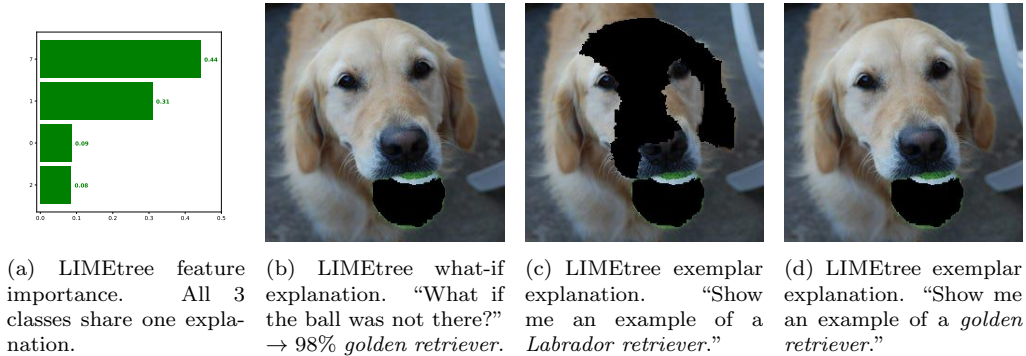 7
0.44
1
0.31
0
0.09
2
0.08
0.0 0.1 0.2 0.3 0.4 0.5
(a) LIMEtree feature
importance. All 3
classes share one expla-
nation.
(b) LIMEtree what-if
explanation. “What if
the ball was not there?”
→ 98% golden retriever.
(c) LIMEtree exemplar
explanation. “Show
me an example of a
Labrador retriever.”
(d) LIMEtree exemplar
explanation. “Show me
an example of a golden
retriever.”